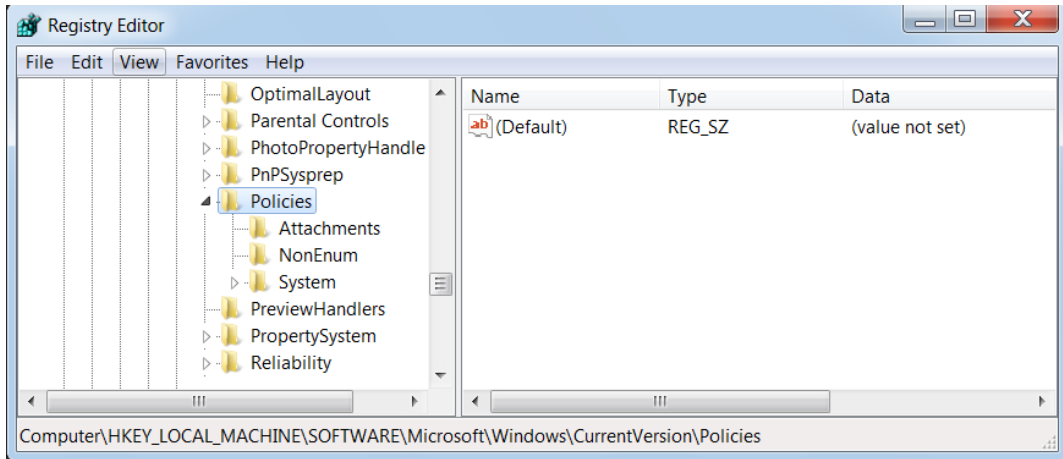 Registry Editor
File Edit View Favorites Help
OptimalLayout
Parental Controls
PhotoPropertyHandle
PnPSysprep
Policies
Attachments
NonEnum
System
PreviewHandlers
PropertySystem
Reliability
Name Type Data
ab (Default) REG_SZ (value not set)
Computer\HKEY_LOCAL_MACHINE\SOFTWARE\Microsoft\Windows\CurrentVersion\Policies